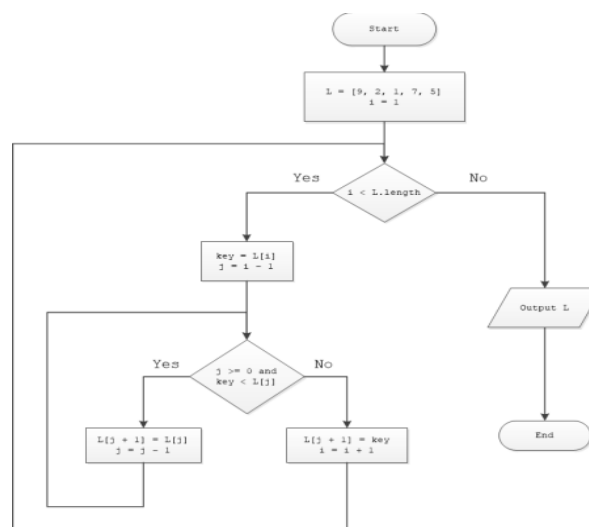 Start
L = [9, 2, 1, 7, 5]
i = 1
Yes
No
i < L.length
key = L[i]
j = i - 1
Output L
Yes
No
j >= 0 and
key < L[j]
L[j + 1] = L[j]
j = j - 1
L[j + 1] = key
i = i + 1
End